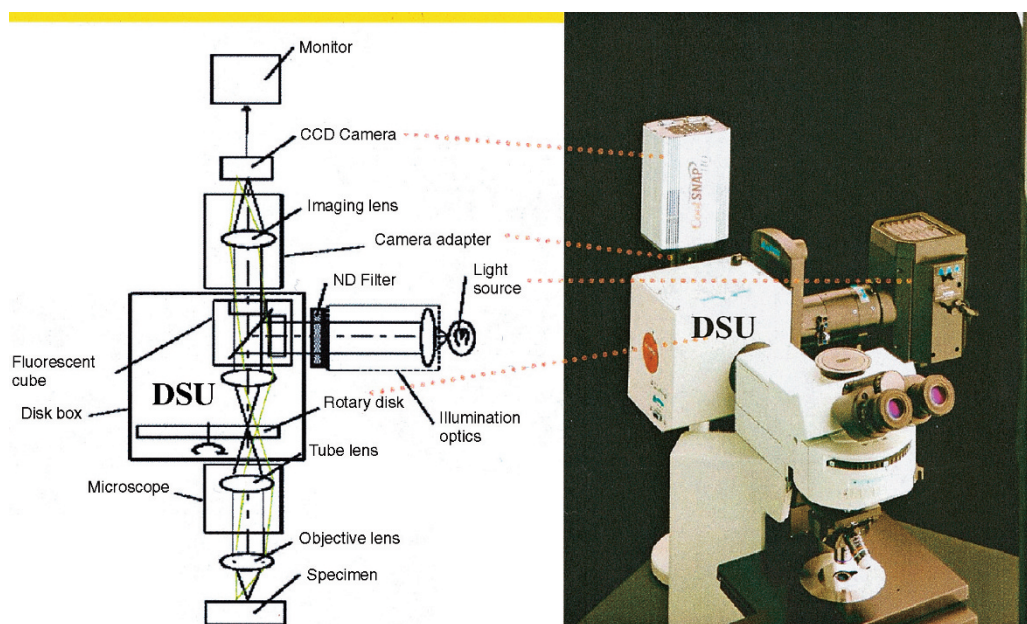 Monitor
CCD Camera
Imaging lens
Camera adapter
ND Filter
Light
source
Fluorescent
cube
DSU
Disk box
Rotary disk
Illumination
optics
Tube lens
Microscope
Objective lens
Specimen
SNAP
DSU